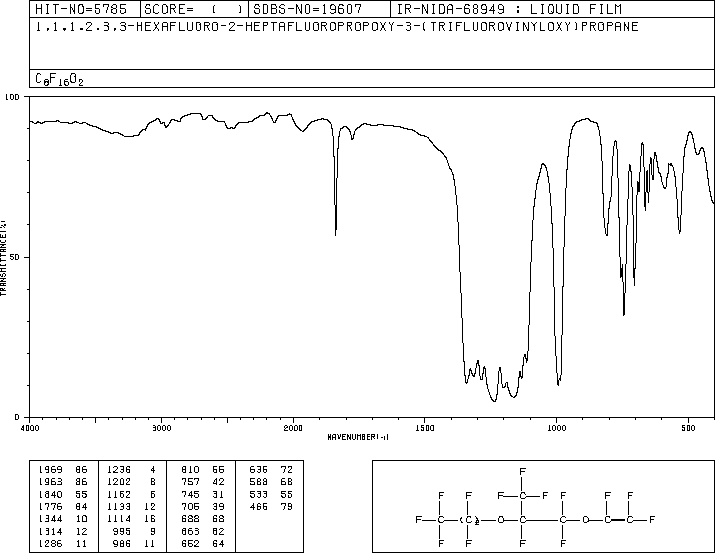 HIT-NO=5785 SCORE= ( ) SDBS-NO=19607 IR-NIDA-68949 : LIQUID FILM
1,1,1,2,3,3-HEXAFLUORO-2-HEPTAFLUOROPROPOXY-3-(TRIFLUOROVINYLOXY)PROPANE
C8F16O2
100
50
0
TRANSMITTANCE(%)
4000 3000 2000 1500 1000 500
WAVENUMBER(-1)
1969 86 1236 4 810 55 636 72
1963 86 1202 8 757 42 588 68
1840 55 1162 6 745 31 533 55
1776 84 1133 12 706 39 466 79
1344 10 1114 16 688 68
1314 12 995 9 663 62
1286 11 986 11 652 64
F
F C F
F F F F F F
F C (C)2 O C C O C C F
F F F F